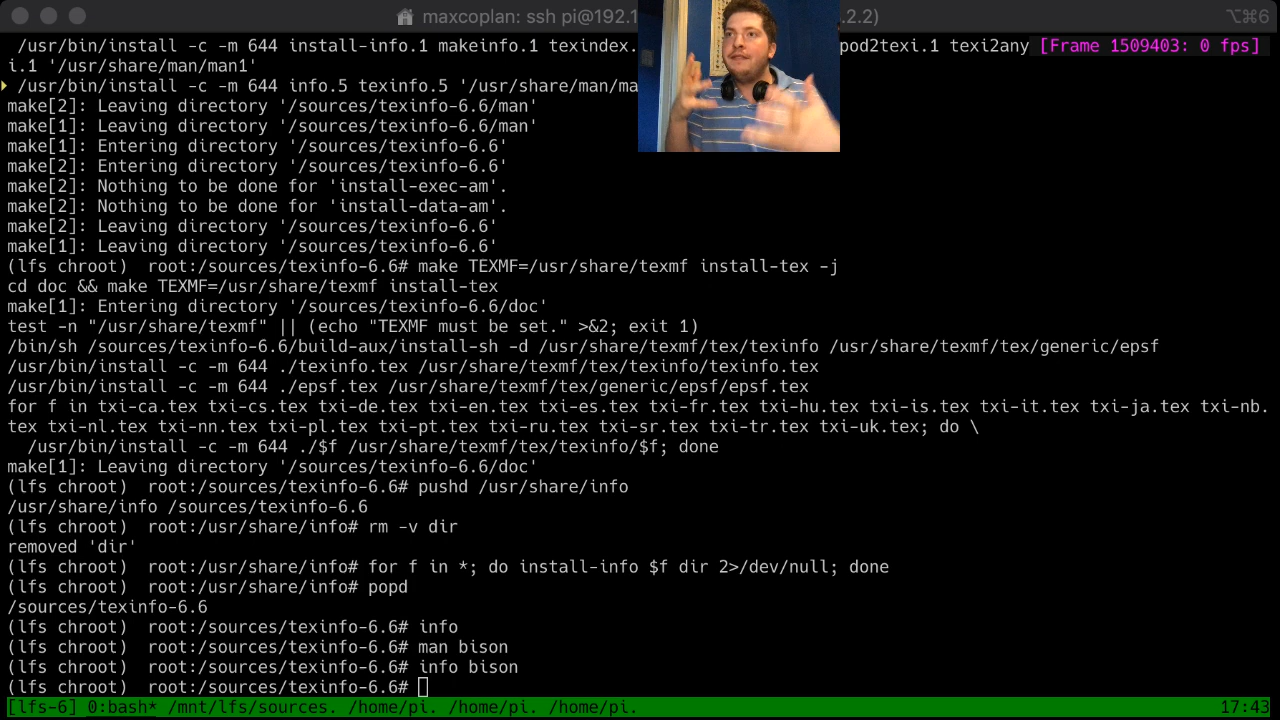 maxcoplan: ssh pi@192.1 .2.2) ⌥⌘6
/usr/bin/install -c -m 644 install-info.1 makeinfo.1 texindex. pod2texi.1 texi2any [Frame 1509403: 0 fps]
i.1 '/usr/share/man/man1'
/usr/bin/install -c -m 644 info.5 texinfo.5 '/usr/share/man/ma
make[2]: Leaving directory '/sources/texinfo-6.6/man'
make[1]: Leaving directory '/sources/texinfo-6.6/man'
make[1]: Entering directory '/sources/texinfo-6.6'
make[2]: Entering directory '/sources/texinfo-6.6'
make[2]: Nothing to be done for 'install-exec-am'.
make[2]: Nothing to be done for 'install-data-am'.
make[2]: Leaving directory '/sources/texinfo-6.6'
make[1]: Leaving directory '/sources/texinfo-6.6'
(lfs chroot)  root:/sources/texinfo-6.6# make TEXMF=/usr/share/texmf install-tex -j
cd doc && make TEXMF=/usr/share/texmf install-tex
make[1]: Entering directory '/sources/texinfo-6.6/doc'
test -n "/usr/share/texmf" || (echo "TEXMF must be set." >&2; exit 1)
/bin/sh /sources/texinfo-6.6/build-aux/install-sh -d /usr/share/texmf/tex/texinfo /usr/share/texmf/tex/generic/epsf
/usr/bin/install -c -m 644 ./texinfo.tex /usr/share/texmf/tex/texinfo/texinfo.tex
/usr/bin/install -c -m 644 ./epsf.tex /usr/share/texmf/tex/generic/epsf/epsf.tex
for f in txi-ca.tex txi-cs.tex txi-de.tex txi-en.tex txi-es.tex txi-fr.tex txi-hu.tex txi-is.tex txi-it.tex txi-ja.tex txi-nb.
tex txi-nl.tex txi-nn.tex txi-pl.tex txi-pt.tex txi-ru.tex txi-sr.tex txi-tr.tex txi-uk.tex; do \
/usr/bin/install -c -m 644 ./$f /usr/share/texmf/tex/texinfo/$f; done
make[1]: Leaving directory '/sources/texinfo-6.6/doc'
(lfs chroot)  root:/sources/texinfo-6.6# pushd /usr/share/info
/usr/share/info /sources/texinfo-6.6
(lfs chroot)  root:/usr/share/info# rm -v dir
removed 'dir'
(lfs chroot)  root:/usr/share/info# for f in *; do install-info $f dir 2>/dev/null; done
(lfs chroot)  root:/usr/share/info# popd
/sources/texinfo-6.6
(lfs chroot)  root:/sources/texinfo-6.6# info
(lfs chroot)  root:/sources/texinfo-6.6# man bison
(lfs chroot)  root:/sources/texinfo-6.6# info bison
(lfs chroot)  root:/sources/texinfo-6.6#
[lfs-6] 0:bash* /mnt/lfs/sources. /home/pi. /home/pi. /home/pi. 17:43